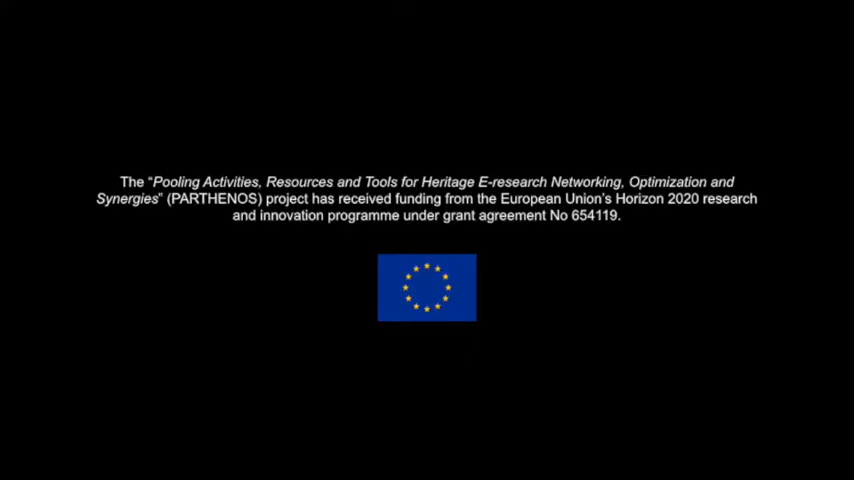 The “Pooling Activities, Resources and Tools for Heritage E-research Networking, Optimization and
Synergies” (PARTHENOS) project has received funding from the European Union’s Horizon 2020 research
and innovation programme under grant agreement No 654119.